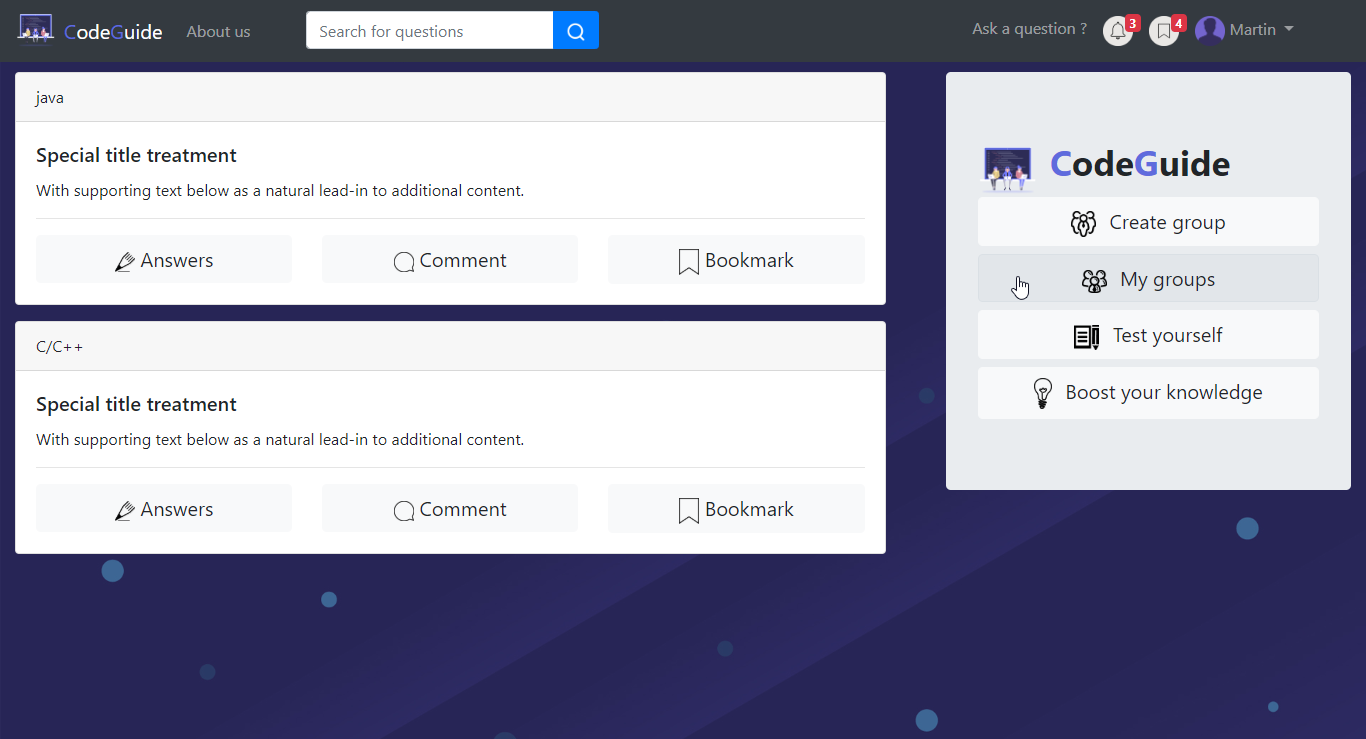 CodeGuide About us Search for questions Ask a question ? 3 4 Martin
java
Special title treatment
With supporting text below as a natural lead-in to additional content.
Answers Comment Bookmark
C/C++
Special title treatment
With supporting text below as a natural lead-in to additional content.
Answers Comment Bookmark
CodeGuide
Create group
My groups
Test yourself
Boost your knowledge